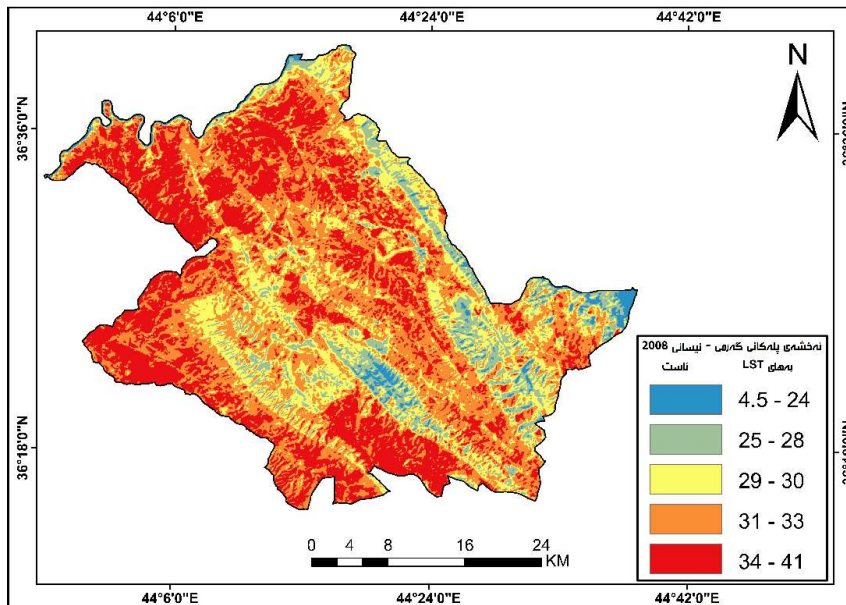 44°6'0"E 44°24'0"E 44°42'0"E
N
36°36'0"N
36°18'0"N
نەخشەی پلەکانی گەرمی - نیسانی 2008
بەهای LST ئاست
4.5 - 24
25 - 28
29 - 30
31 - 33
34 - 41
0 4 8 16 24
KM
44°6'0"E 44°24'0"E 44°42'0"E